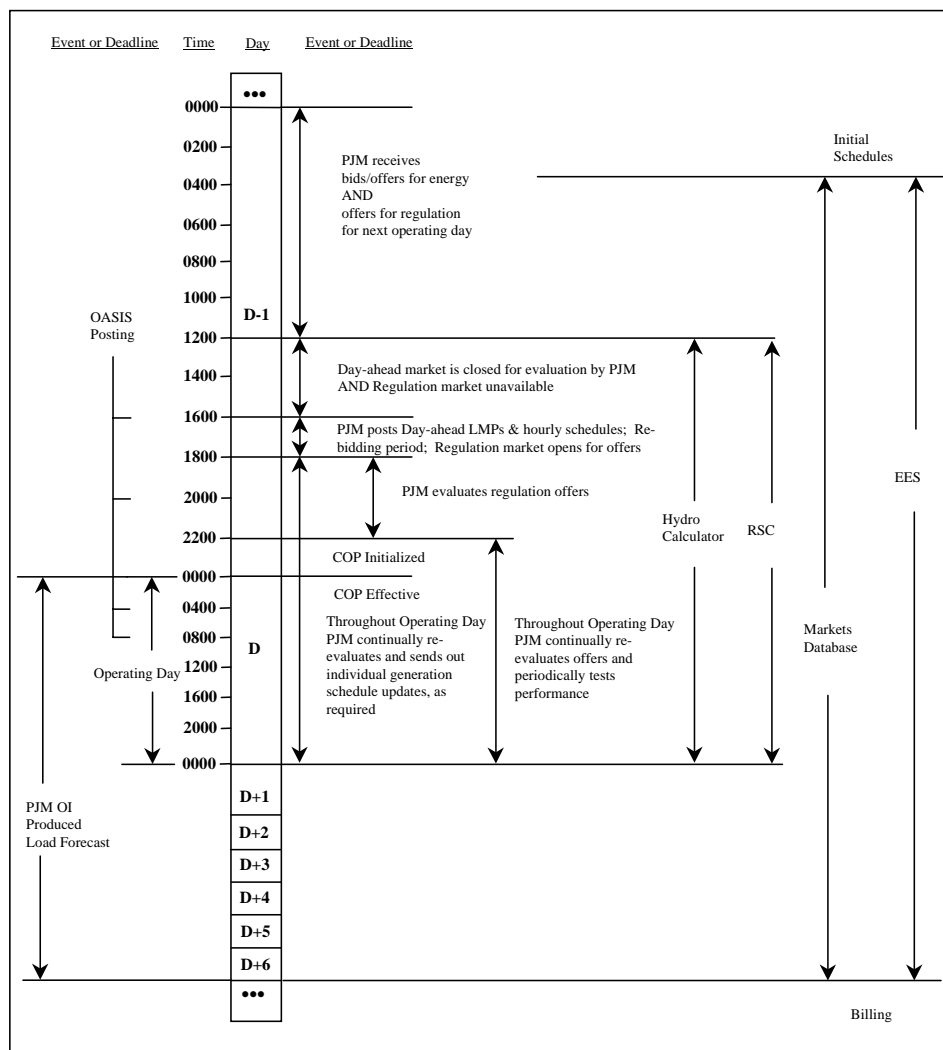 Event or Deadline Time Day Event or Deadline
•••
0000
0200
0400
0600
0800
1000
1200
1400
1600
1800
2000
2200
0000
0400
0800
1200
1600
2000
0000
D-1
D
D+1
D+2
D+3
D+4
D+5
D+6
•••
OASIS
Posting
Operating Day
PJM OI
Produced
Load Forecast
PJM receives
bids/offers for energy
AND
offers for regulation
for next operating day
Day-ahead market is closed for evaluation by PJM
AND Regulation market unavailable
PJM posts Day-ahead LMPs & hourly schedules; Re-
bidding period; Regulation market opens for offers
PJM evaluates regulation offers
COP Initialized
COP Effective
Throughout Operating Day
PJM continually re-
evaluates and sends out
individual generation
schedule updates, as
required
Throughout Operating Day
PJM continually re-
evaluates offers and
periodically tests
performance
Hydro
Calculator
RSC
Initial
Schedules
Markets
Database
EES
Billing